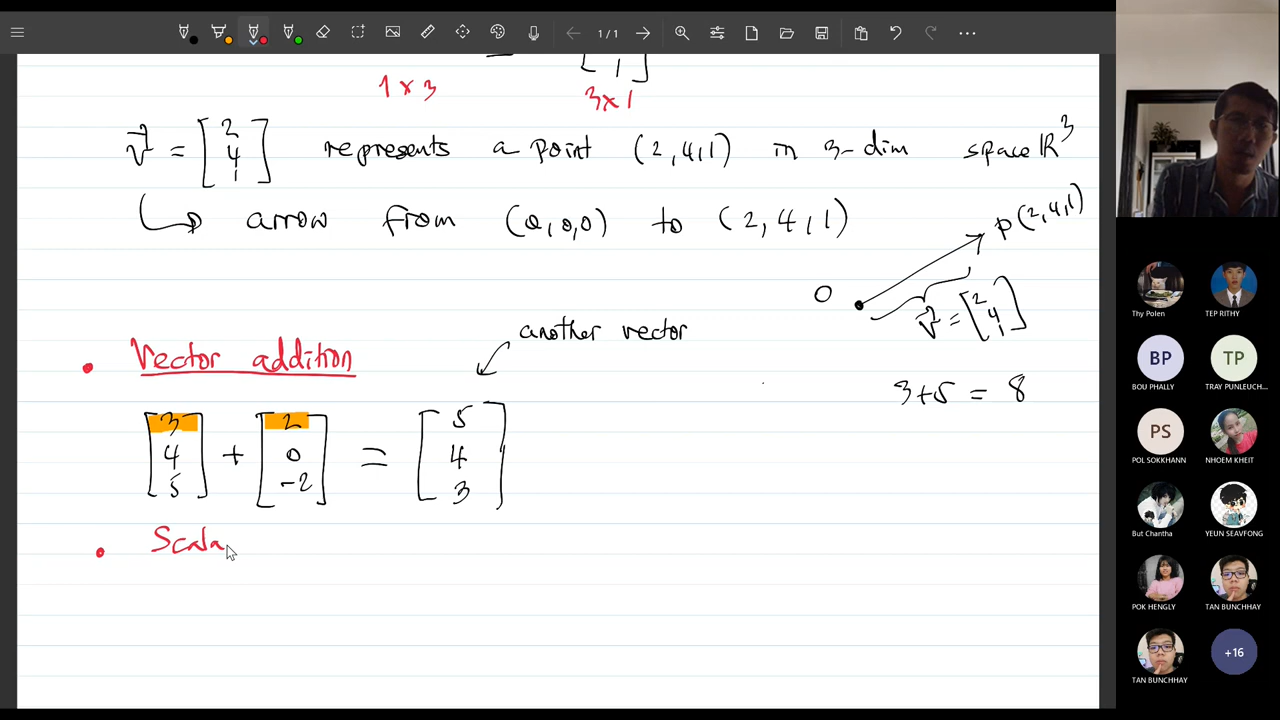 1/1
1 × 3
1
3×1
v = [2 4 1] represents a point (2,4,1) in 3-dim space ℝ³
arrow from (0,0,0) to (2,4,1)
P(2,4,1)
O
v = [2 4 1]
another vector
• Vector addition
3+5 = 8
[3 4 5] + [2 0 -2] = [5 4 3]
• Scala
Thy Polen
TEP RITHY
BP
TP
BOU PHALLY
TRAY PUNLEUCH...
PS
POL SOKKHANN
NHOEM KHEIT
But Chantha
YEUN SEAVFONG
POK HENGLY
TAN BUNCHHAY
+16
TAN BUNCHHAY